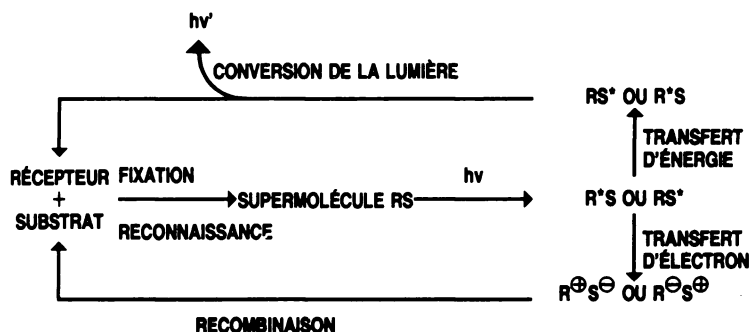 hv'
CONVERSION DE LA LUMIÈRE
RS* OU R*S
TRANSFERT
D'ÉNERGIE
RÉCEPTEUR
+
SUBSTRAT
FIXATION
RECONNAISSANCE
SUPERMOLÉCULE RS
hv
R*S OU RS*
TRANSFERT
D'ÉLECTRON
R⊕S⊖ OU R⊖S⊕
RECOMBINAISON